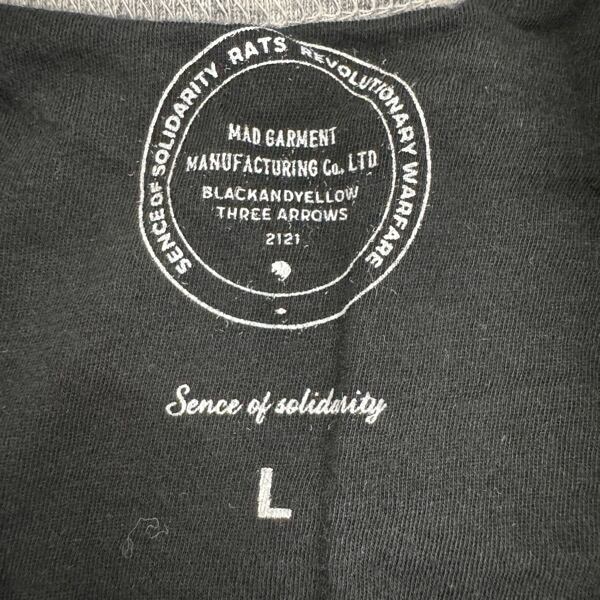 SENCE OF SOLIDARITY RATS REVOLUTIONARY WARFARE
MAD GARMENT
MANUFACTURING Co., LTD
BLACKANDYELLOW
THREE ARROWS
2121
Sence of solidarity
L